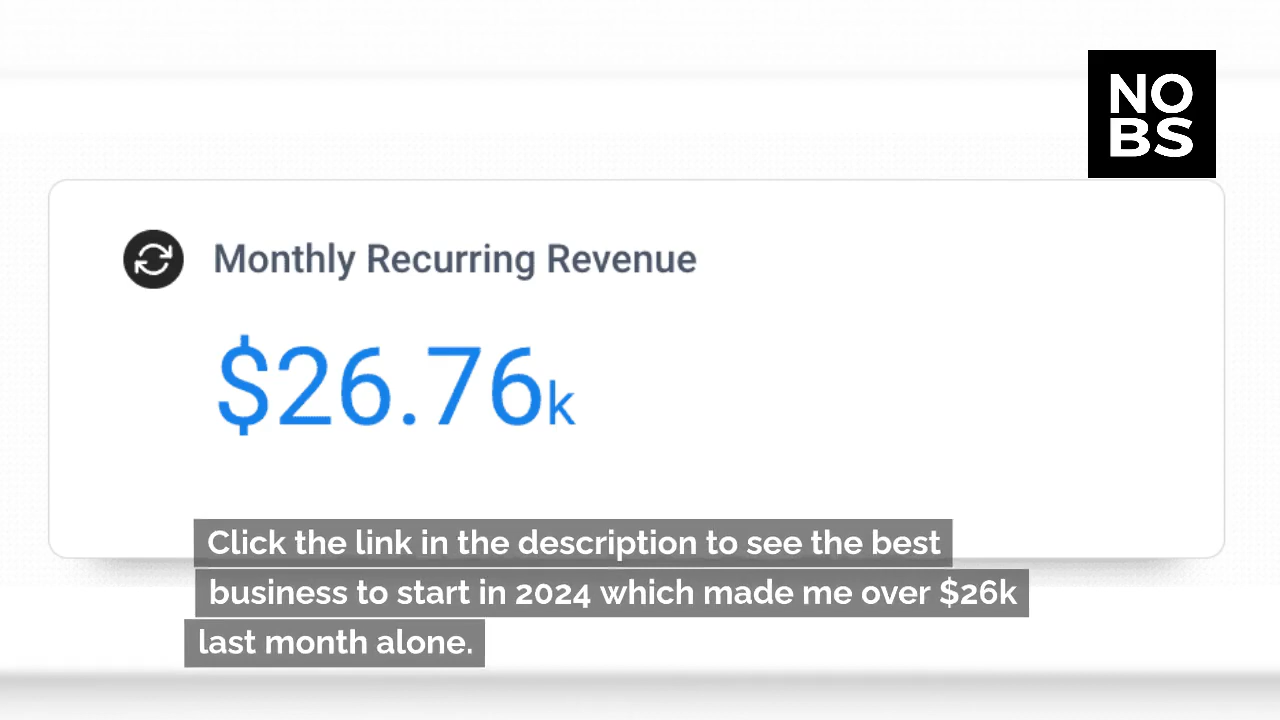 NO
BS
Monthly Recurring Revenue
$26.76k
Click the link in the description to see the best
business to start in 2024 which made me over $26k
last month alone.